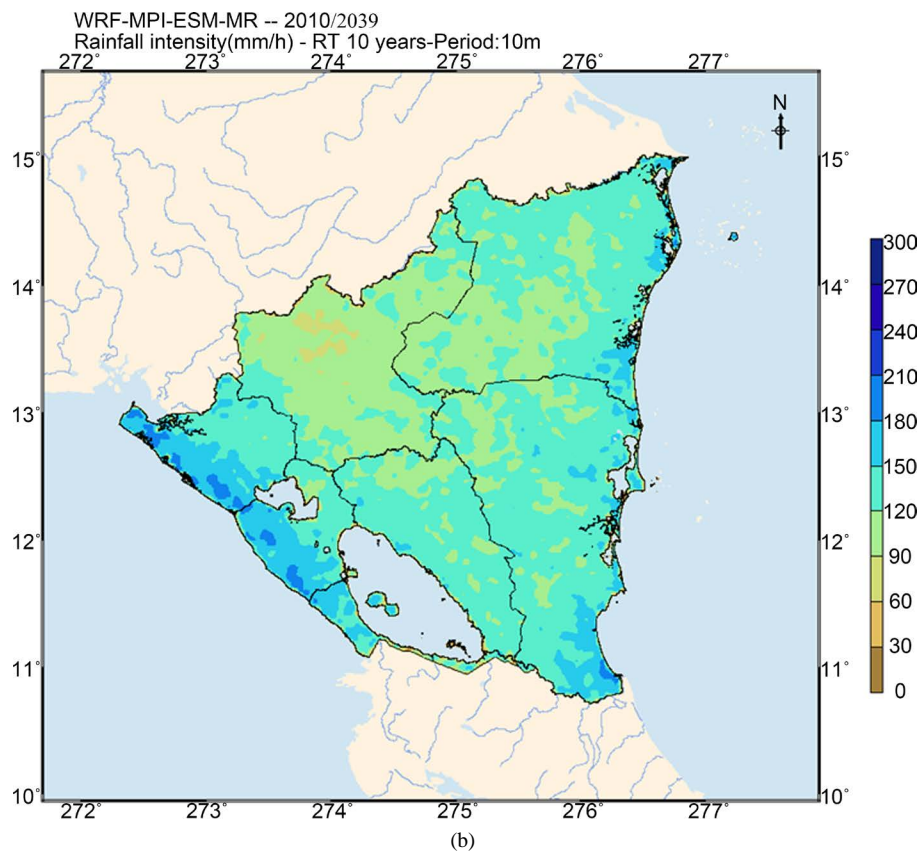 WRF-MPI-ESM-MR -- 2010/2039
Rainfall intensity(mm/h) - RT 10 years-Period:10m
272° 273° 274° 275° 276° 277°
N
15° 15°
300
14° 14° 270
240
210
13° 13° 180
150
12° 12° 120
90
60
11° 11° 30
0
10° 10°
272° 273° 274° 275° 276° 277°
(b)